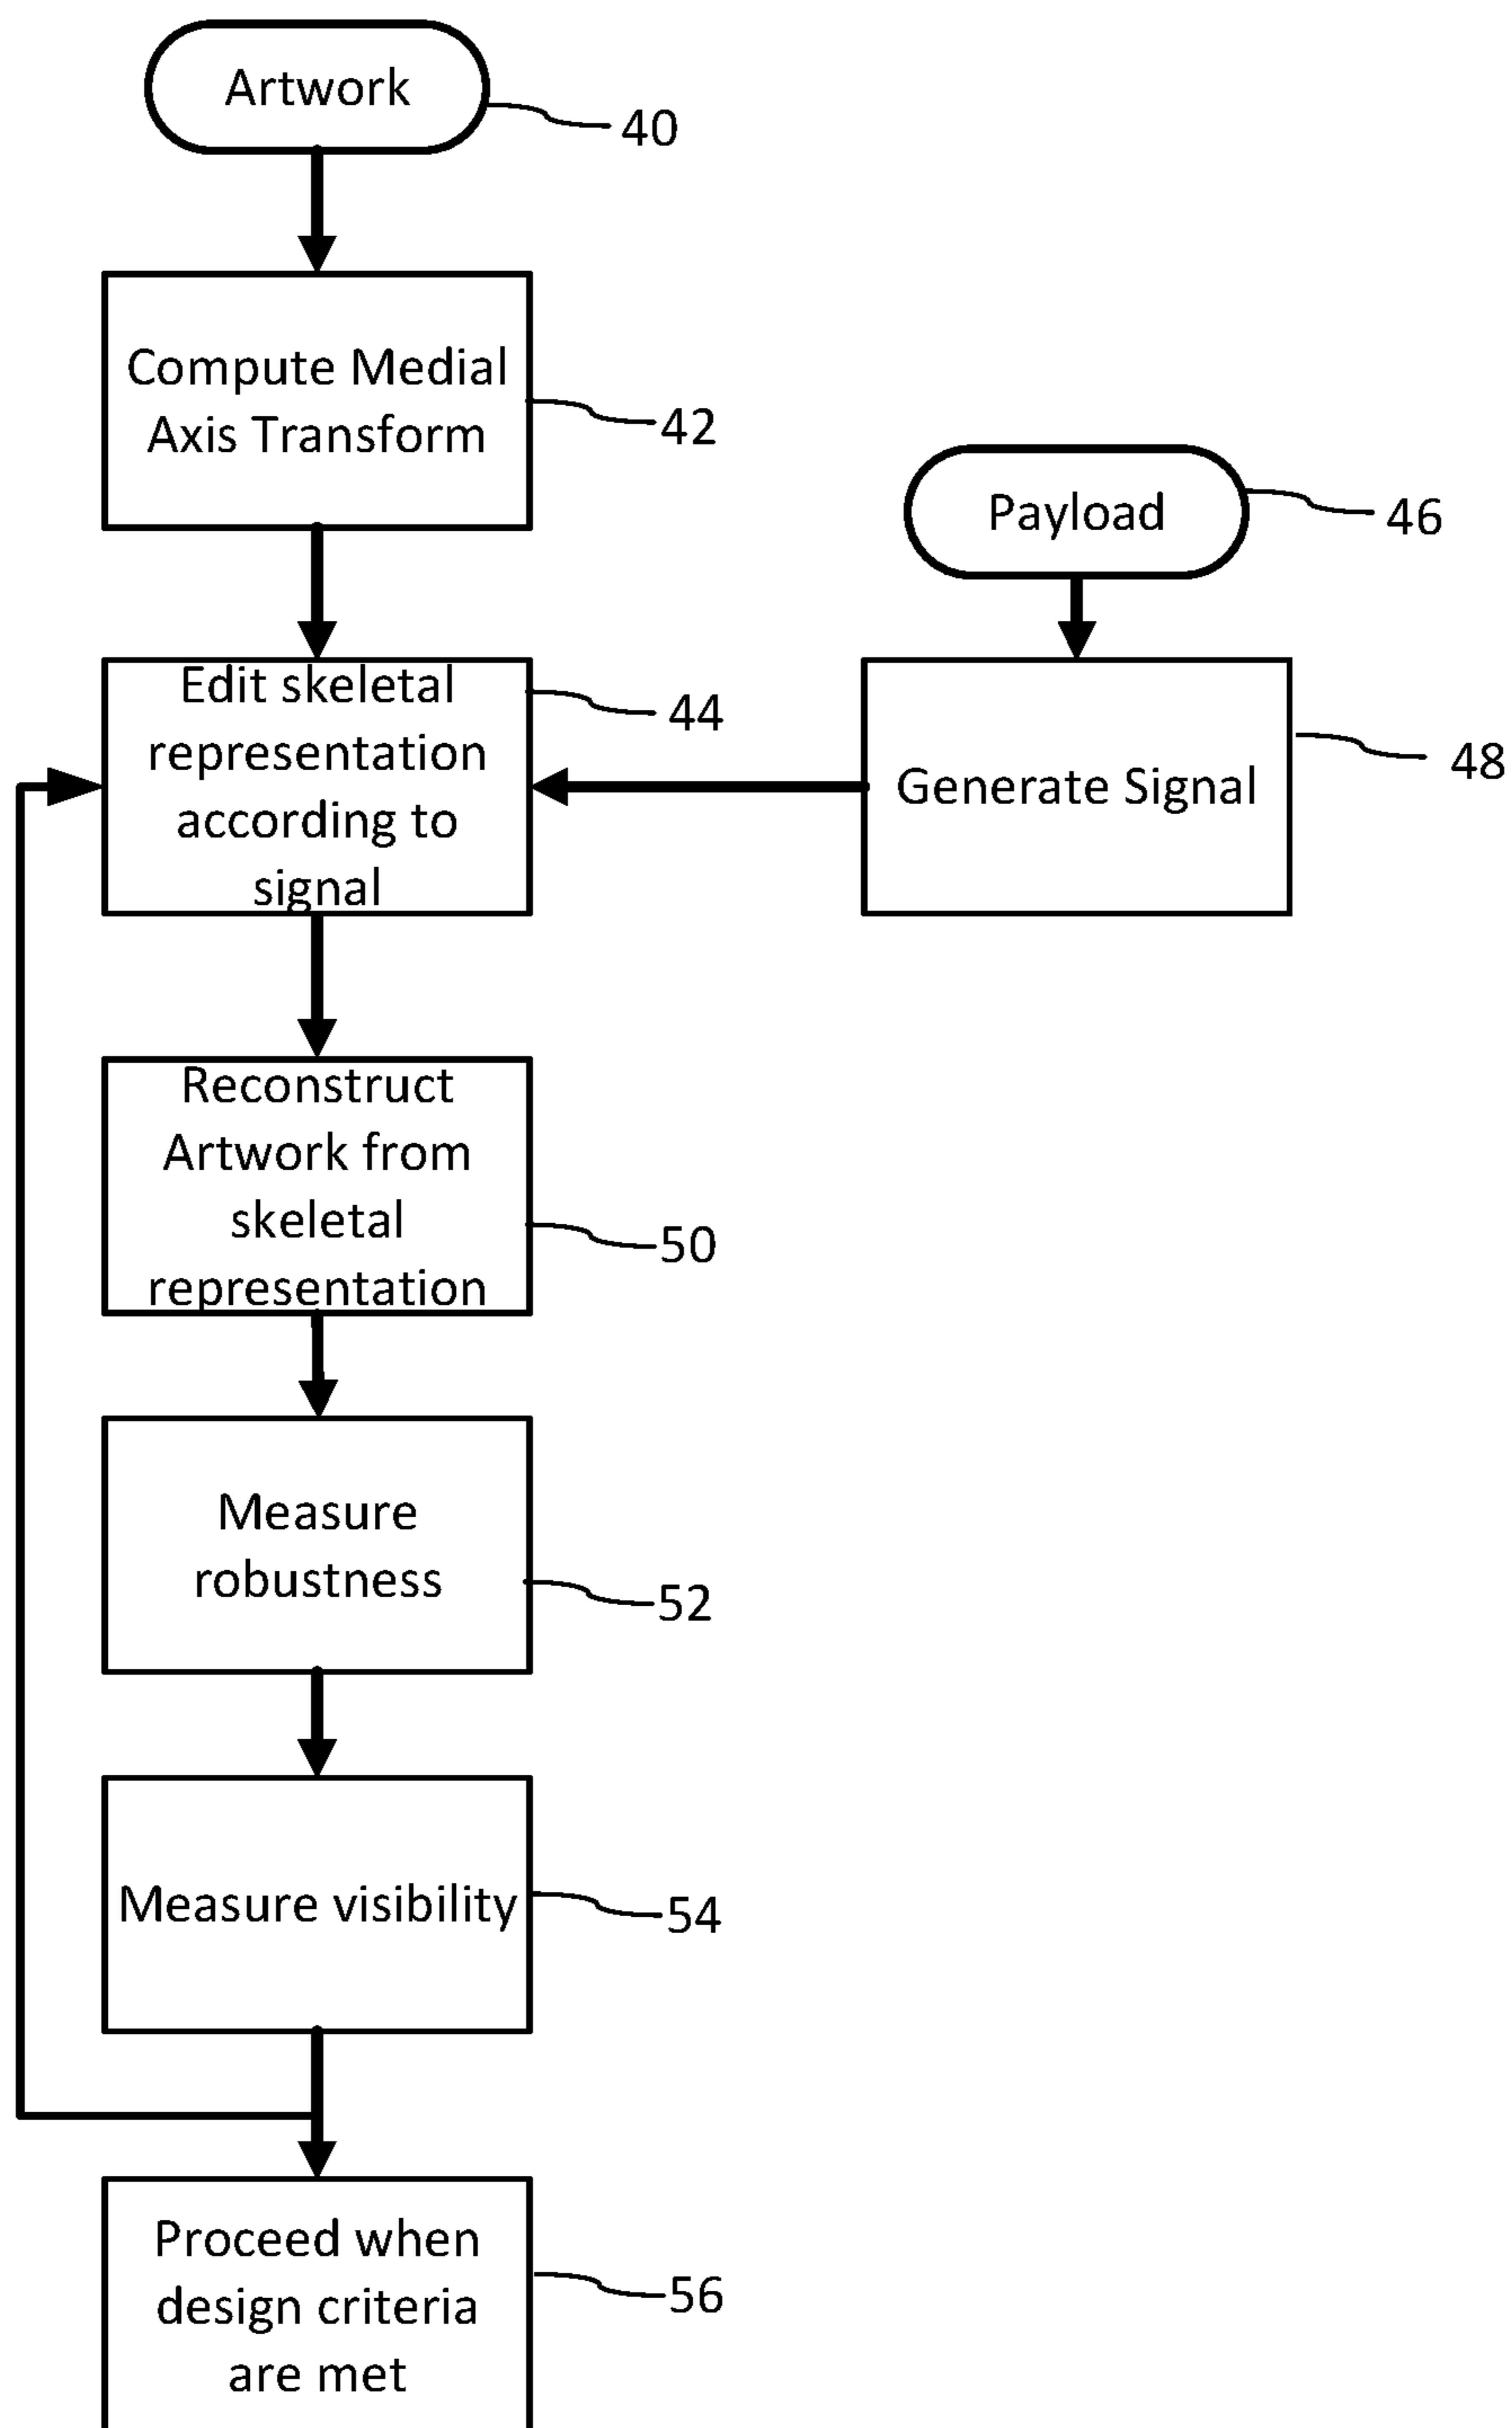 Artwork
40
Compute Medial
Axis Transform
42
Payload
46
Edit skeletal
representation
according to
signal
44
Generate Signal
48
Reconstruct
Artwork from
skeletal
representation
50
Measure
robustness
52
Measure visibility
54
Proceed when
design criteria
are met
56